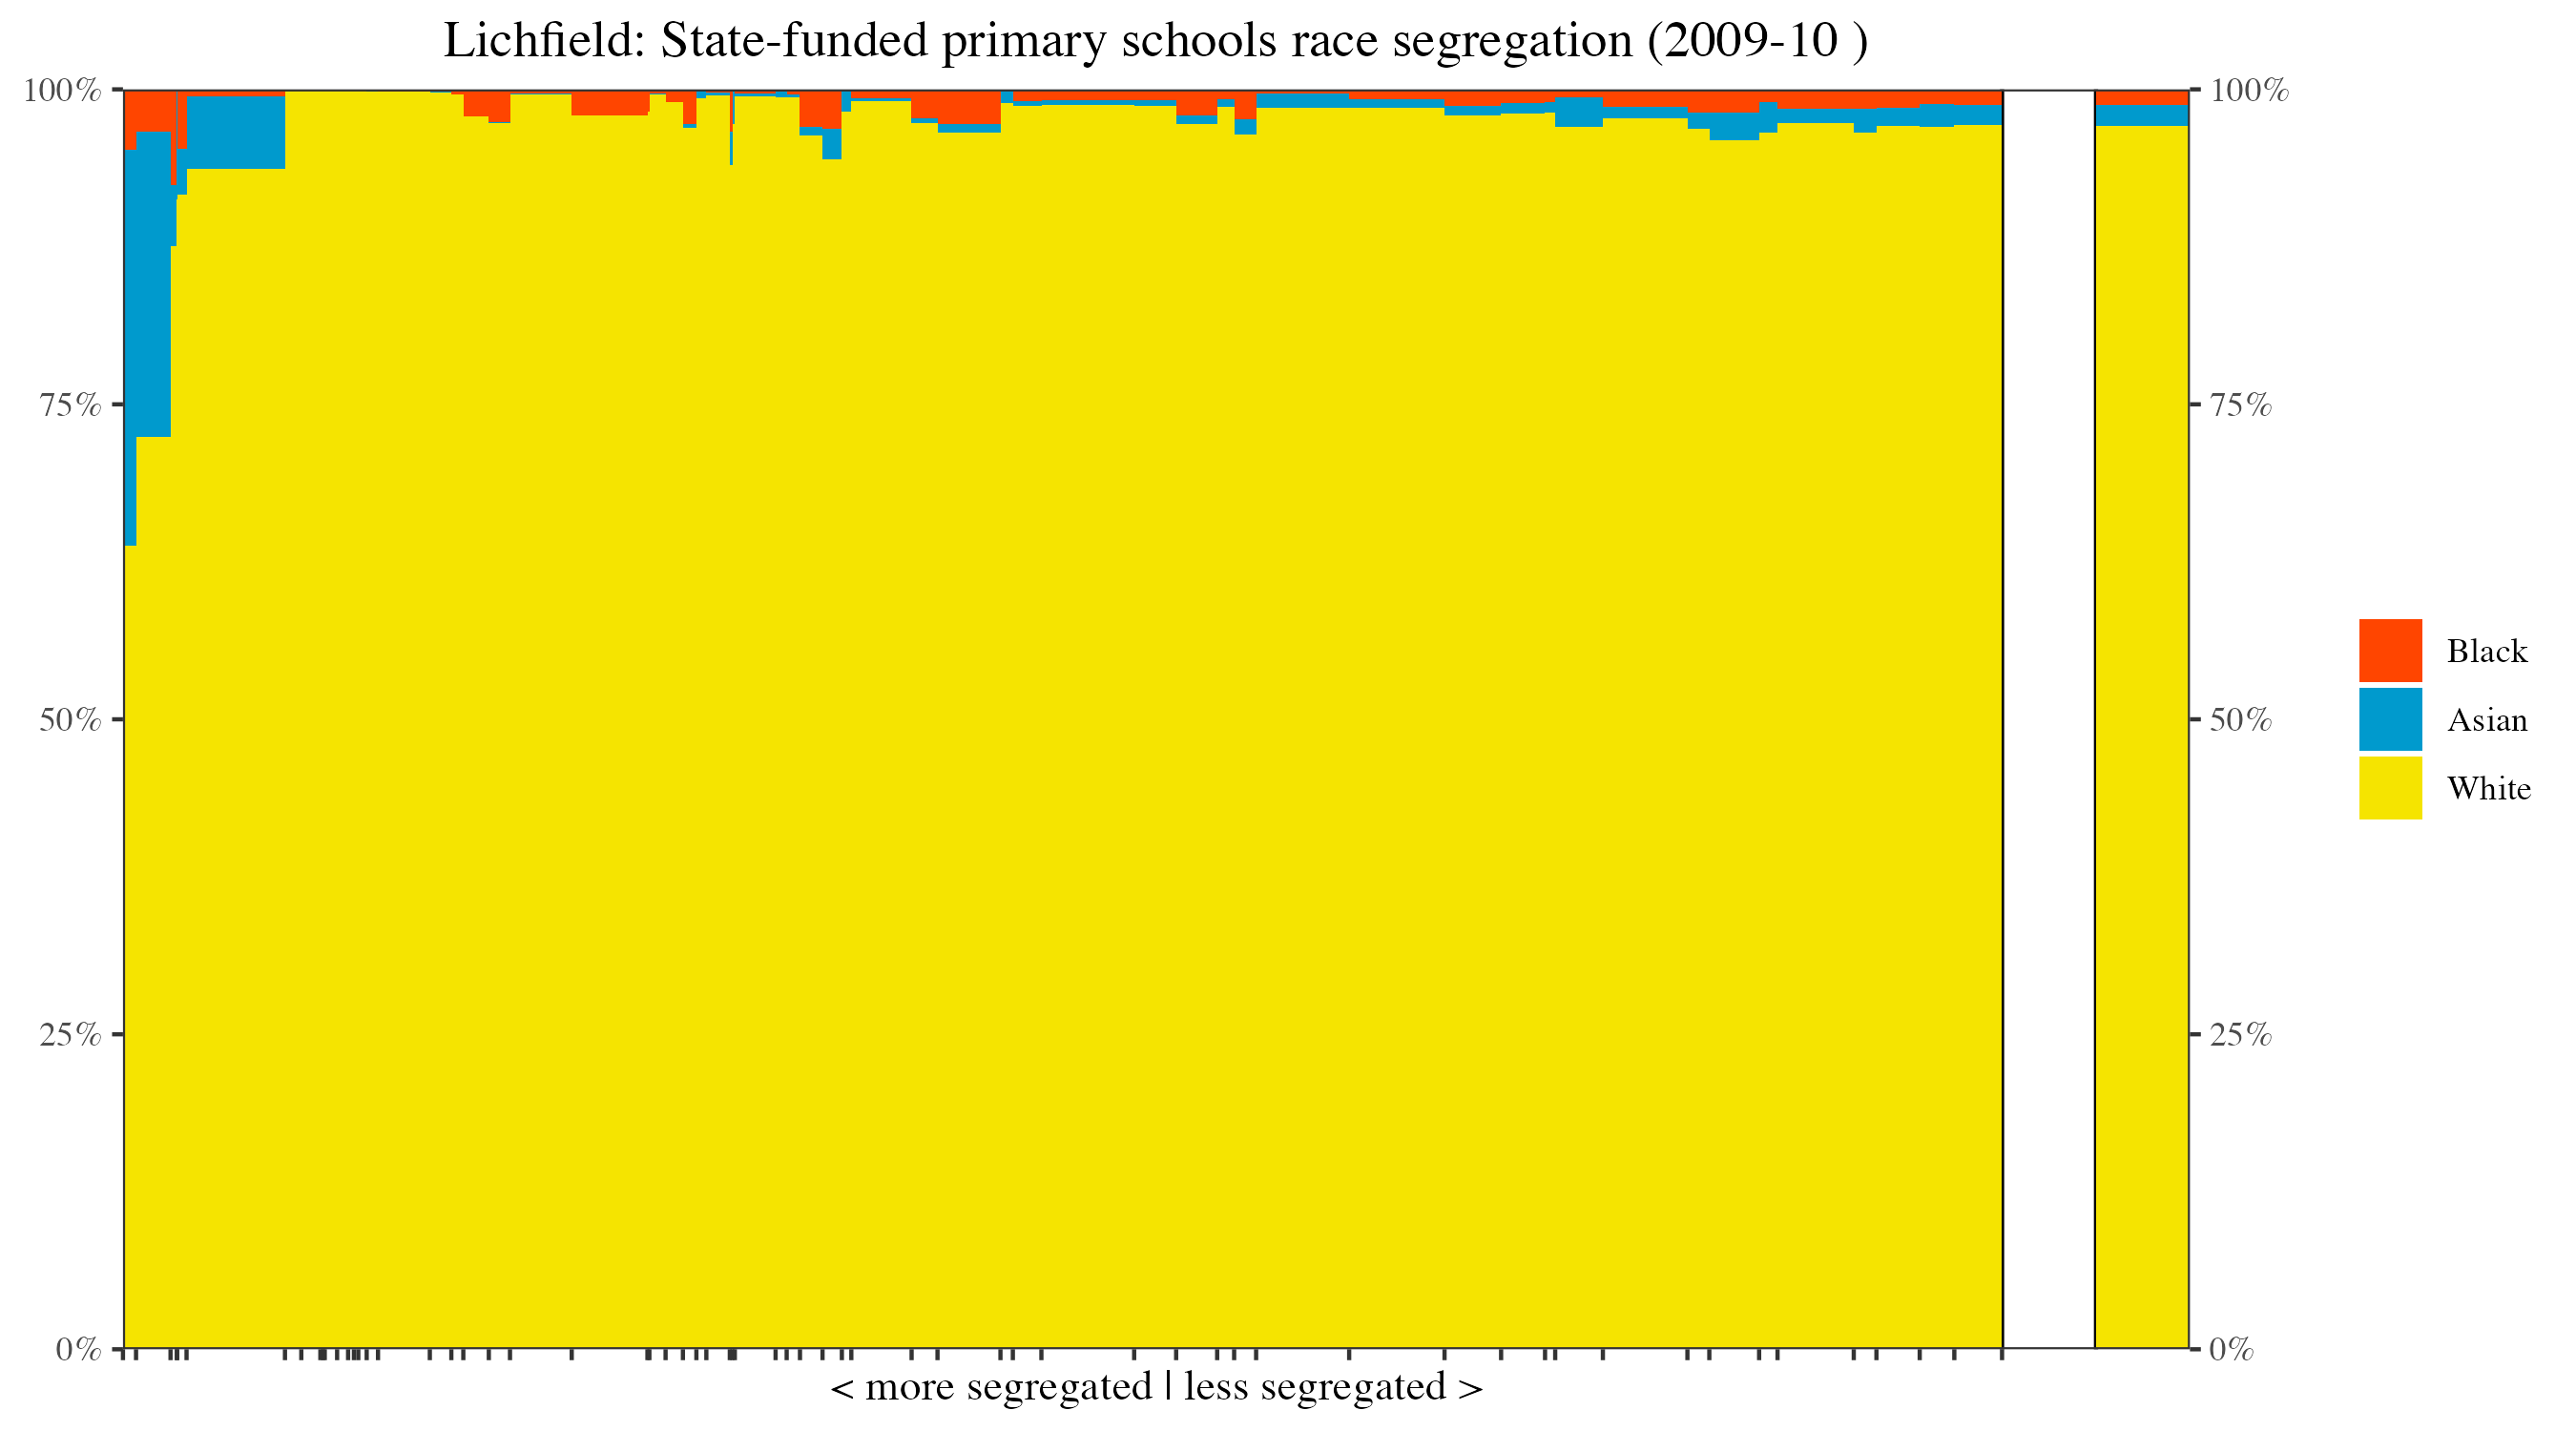 Lichfield: State-funded primary schools race segregation (2009-10 )
100%
75%
50%
25%
0%
100%
75%
50%
25%
0%
Black
Asian
White
< more segregated | less segregated >